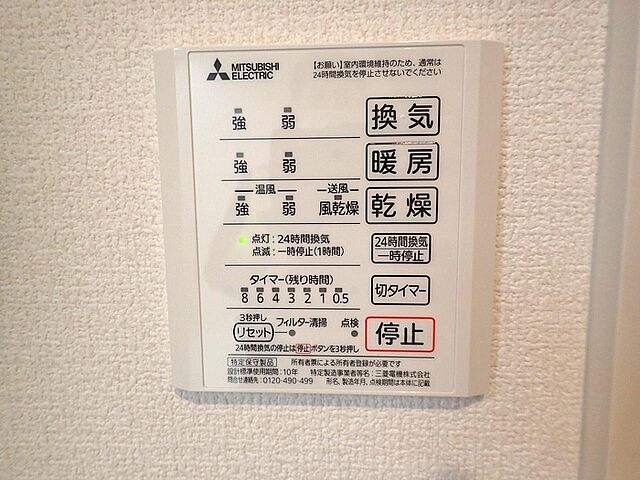 MITSUBISHI
ELECTRIC
【お願い】室内環境維持のため、通常は
24時間換気を停止させないでください
強 弱 換気
強 弱 暖房
温風 送風
強 弱 風乾燥 乾燥
点灯:24時間換気
点滅:一時停止(1時間)
24時間換気
一時停止
タイマー(残り時間)
8 6 4 3 2 1 0.5
切タイマー
3秒押し
リセット フィルター清掃 点検
停止
24時間換気の停止は停止ボタンを3秒押し
特定保守製品 所有者票による所有者登録が必要です
設計標準使用期間:10年 特定製造事業者等名:三菱電機株式会社
問合せ連絡先:0120-490-499 形名、製造年月、点検期間は本体に記載